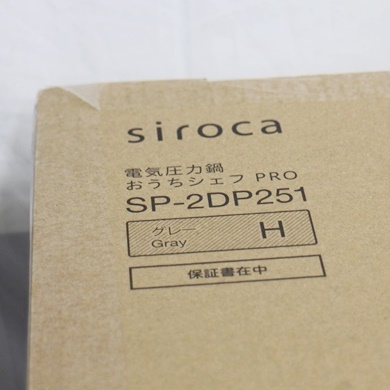 siroca
電気圧力鍋
おうちシェフ PRO
SP-2DP251
グレー
Gray
H
保証書在中